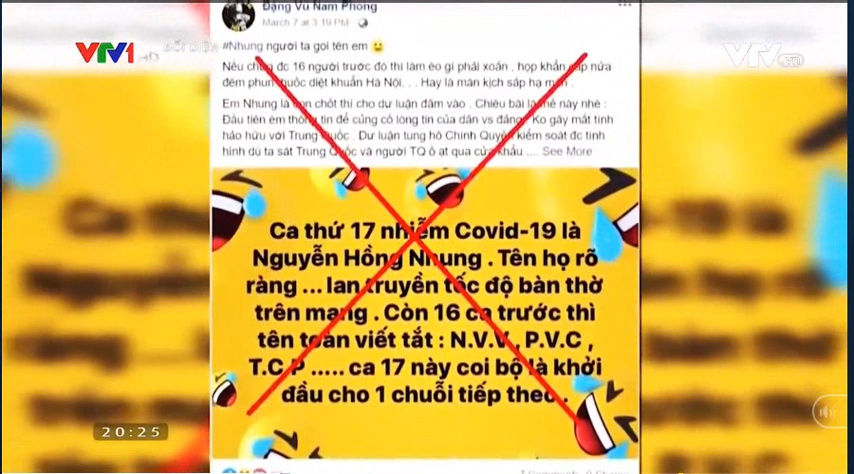 Đặng Vũ Nam Phong
March 7 at 3:19 PM
VTV1
HD
VTVgo
#Nhung người ta gọi tên em
Nếu chung đc 16 người trước đó thì làm éo gì phải xoắn , họp khẩn cấp nửa
đêm phun thuốc diệt khuẩn Hà Nội. . . Hay là màn kịch sắp hạ màn .
Em Nhung là con chốt thí cho dư luận đâm vào . Chiêu bài là thế này nhé :
Đầu tiên ém thông tin để củng cố lòng tin của dân vs đảng . Ko gây mất tình
hảo hữu với Trung Quốc . Dư luận tung hô Chính Quyền kiểm soát đc tình
hình dù ta sát Trung Quốc và người TQ ồ ạt qua cửa khẩu .... See More
Ca thứ 17 nhiễm Covid-19 là
Nguyễn Hồng Nhung . Tên họ rõ
ràng ... lan truyền tốc độ bàn thờ
trên mạng . Còn 16 ca trước thì
tên toàn viết tắt : N.V.V , P.V.C ,
T.C.P ..... ca 17 này coi bộ là khởi
đầu cho 1 chuỗi tiếp theo .
20:25